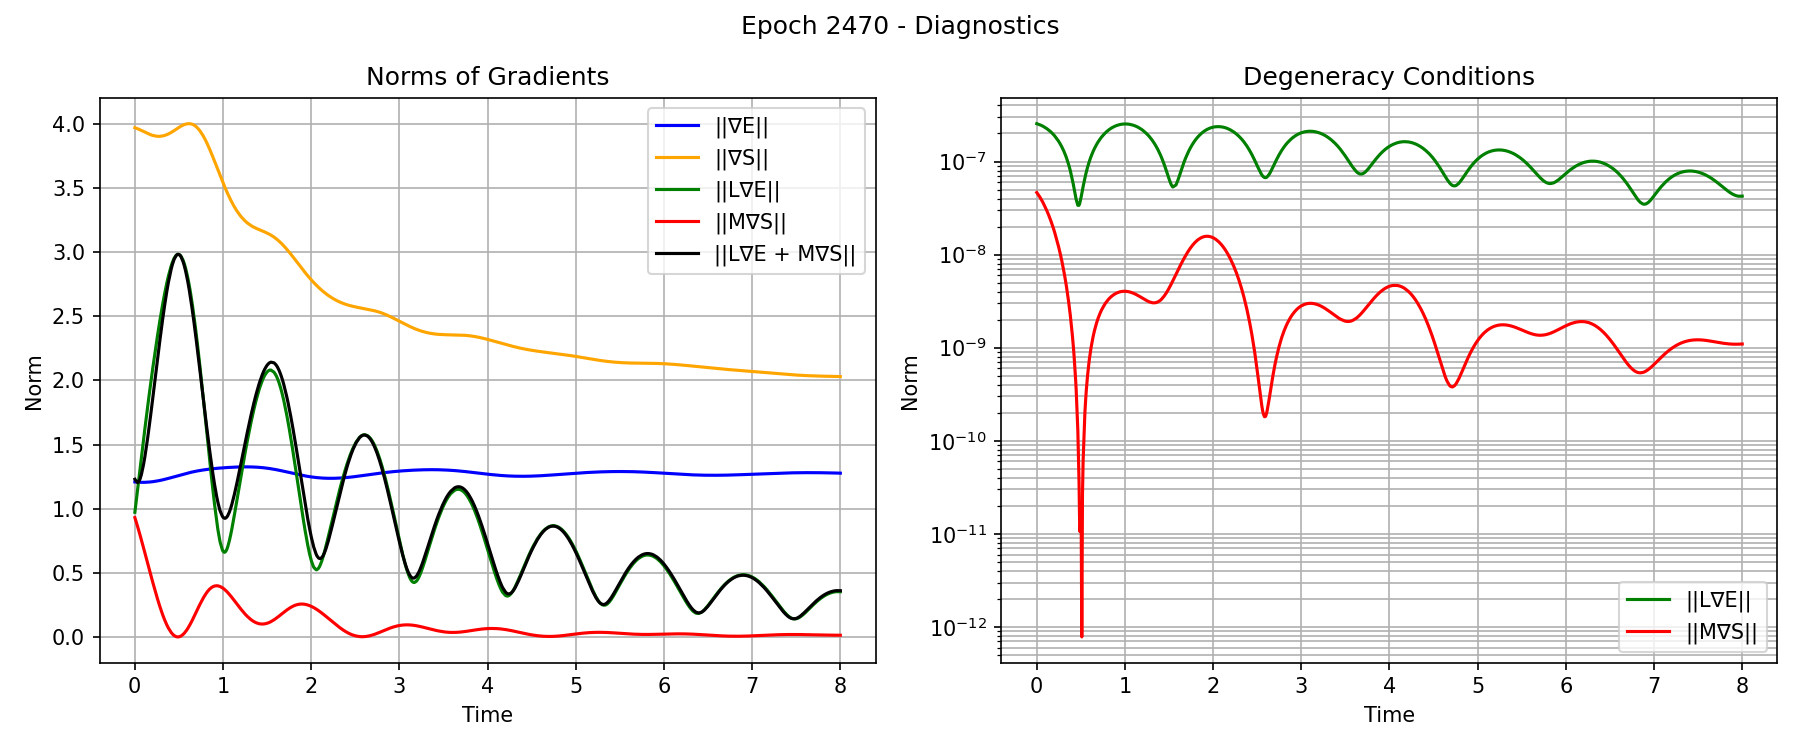 Epoch 2470 - Diagnostics
Norms of Gradients
4.0
3.5
3.0
2.5
2.0
1.5
1.0
0.5
0.0
Norm
0 1 2 3 4 5 6 7 8
Time
||∇E||
||∇S||
||L∇E||
||M∇S||
||L∇E + M∇S||
Degeneracy Conditions
10⁻⁷
10⁻⁸
10⁻⁹
10⁻¹⁰
10⁻¹¹
10⁻¹²
Norm
0 1 2 3 4 5 6 7 8
Time
||L∇E||
||M∇S||